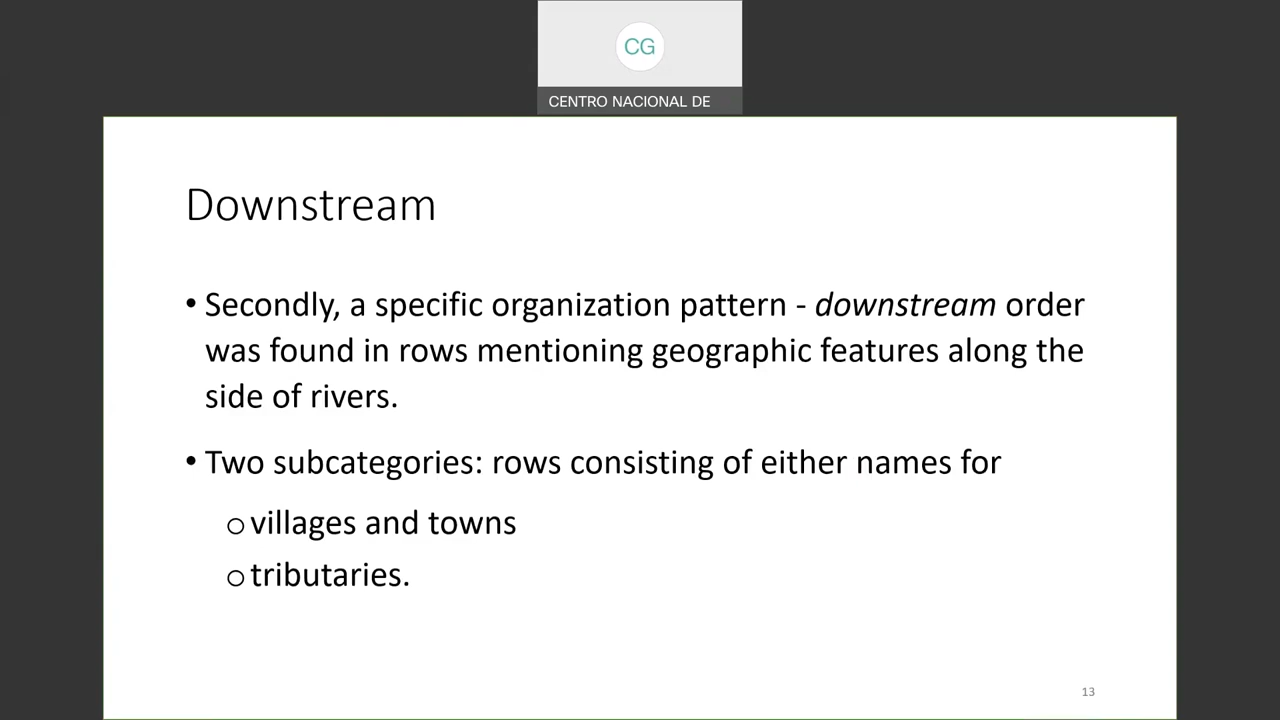 CG
CENTRO NACIONAL DE
Downstream
• Secondly, a specific organization pattern - downstream order
was found in rows mentioning geographic features along the
side of rivers.
• Two subcategories: rows consisting of either names for
o villages and towns
o tributaries.
13